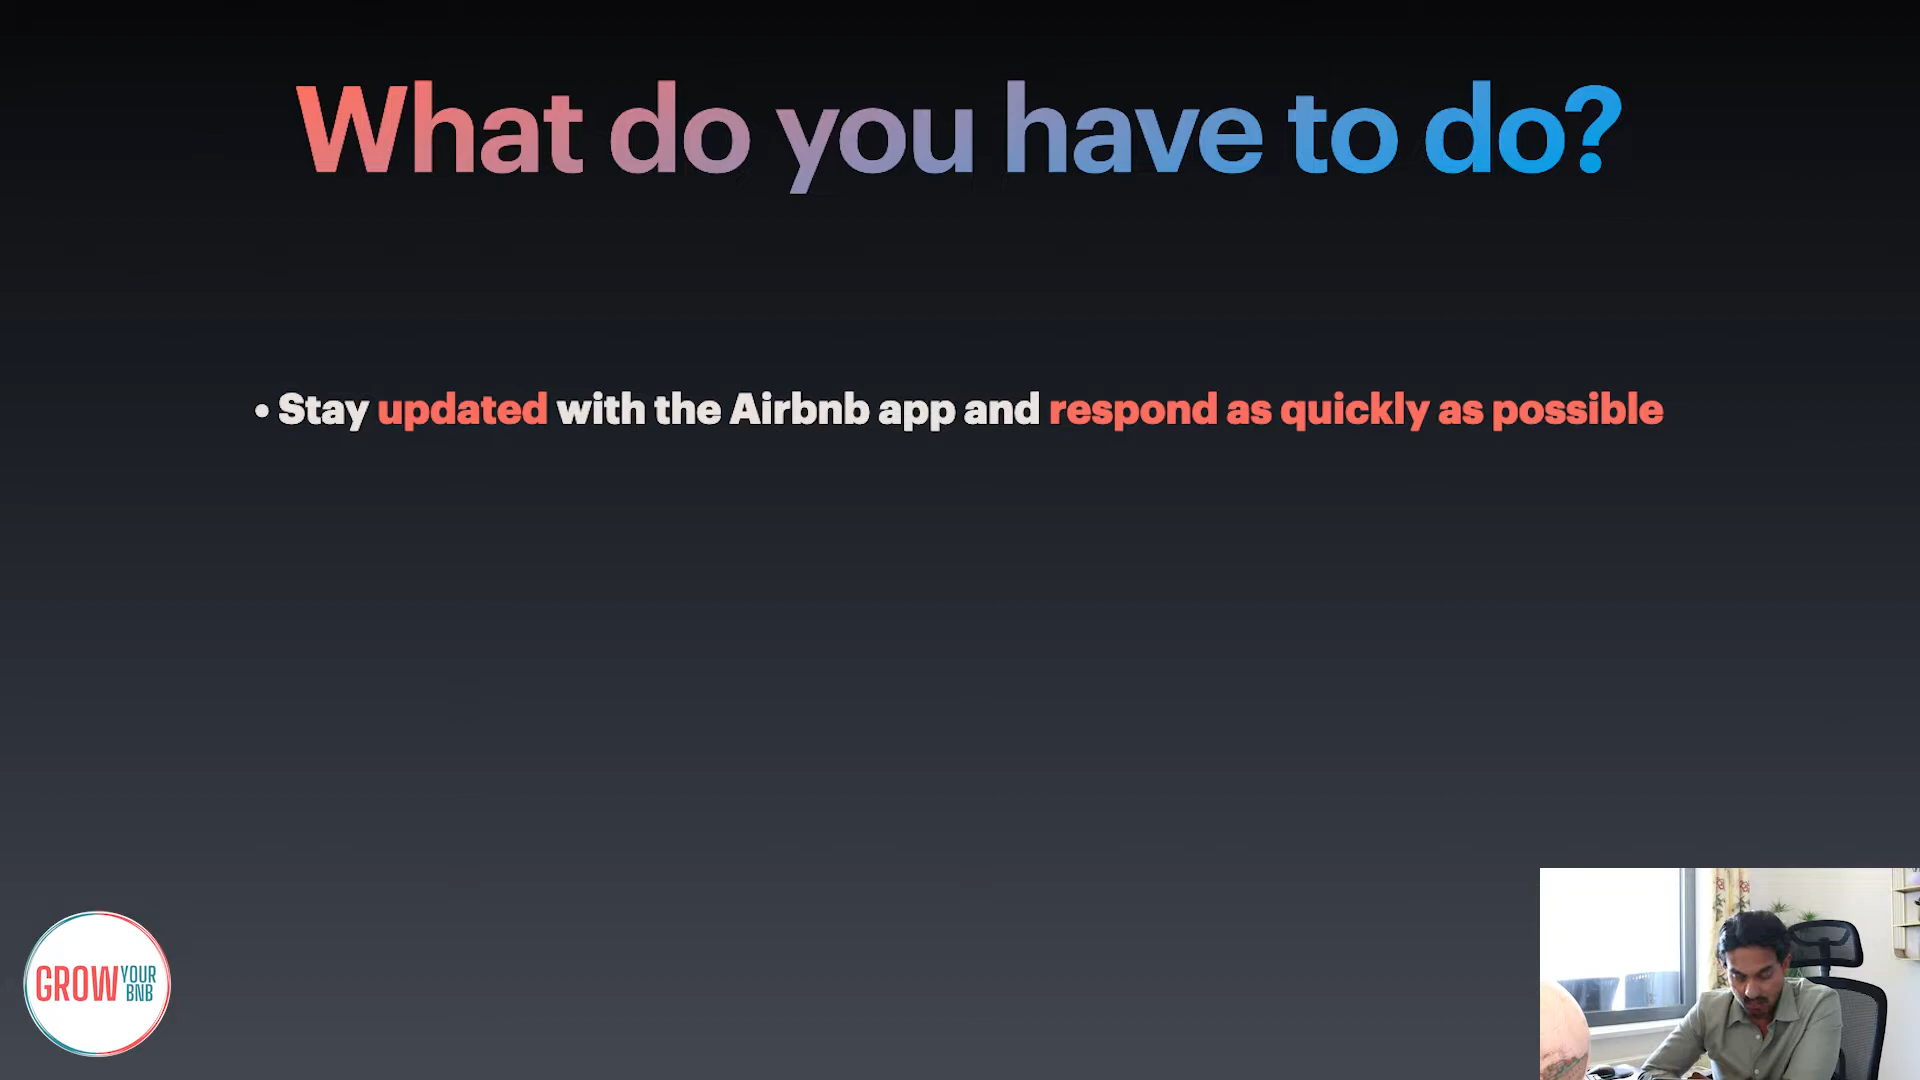 What do you have to do?
• Stay updated with the Airbnb app and respond as quickly as possible
GROW YOUR BNB